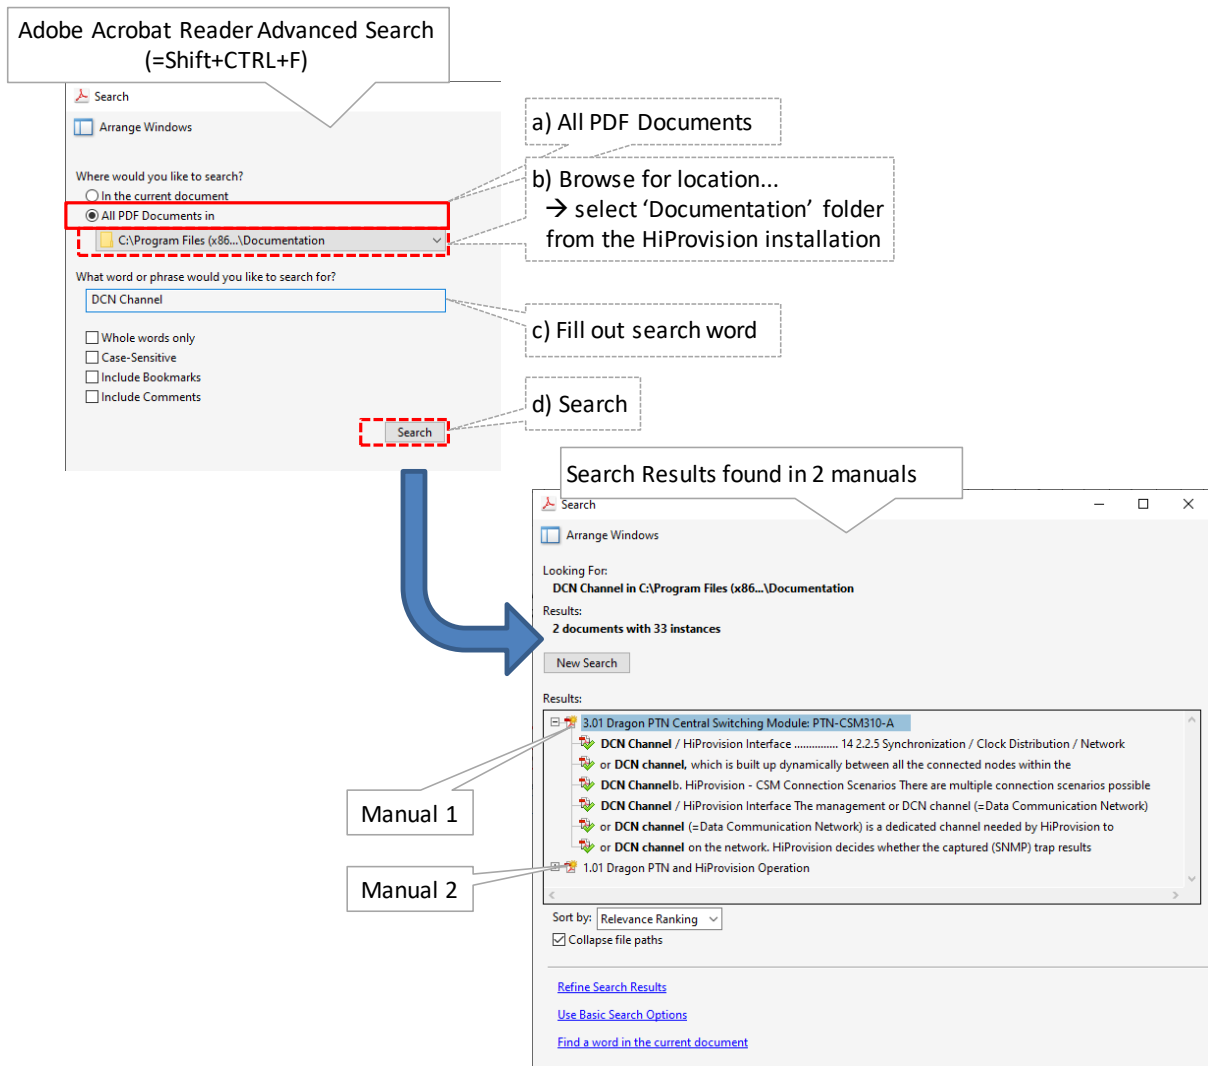 Adobe Acrobat Reader Advanced Search
(=Shift+CTRL+F)
Search
Arrange Windows
Where would you like to search?
In the current document
All PDF Documents in
C:\Program Files (x86...\Documentation
What word or phrase would you like to search for?
DCN Channel
Whole words only
Case-Sensitive
Include Bookmarks
Include Comments
Search
a) All PDF Documents
b) Browse for location...
→ select ‘Documentation’ folder
from the HiProvision installation
c) Fill out search word
d) Search
Search Results found in 2 manuals
Search
Arrange Windows
Looking For:
DCN Channel in C:\Program Files (x86...\Documentation
Results:
2 documents with 33 instances
New Search
Results:
3.01 Dragon PTN Central Switching Module: PTN-CSM310-A
DCN Channel / HiProvision Interface ............... 14 2.2.5 Synchronization / Clock Distribution / Network
or DCN channel, which is built up dynamically between all the connected nodes within the
DCN Channelb. HiProvision - CSM Connection Scenarios There are multiple connection scenarios possible
DCN Channel / HiProvision Interface The management or DCN channel (=Data Communication Network)
or DCN channel (=Data Communication Network) is a dedicated channel needed by HiProvision to
or DCN channel on the network. HiProvision decides whether the captured (SNMP) trap results
1.01 Dragon PTN and HiProvision Operation
Manual 1
Manual 2
Sort by: Relevance Ranking
Collapse file paths
Refine Search Results
Use Basic Search Options
Find a word in the current document